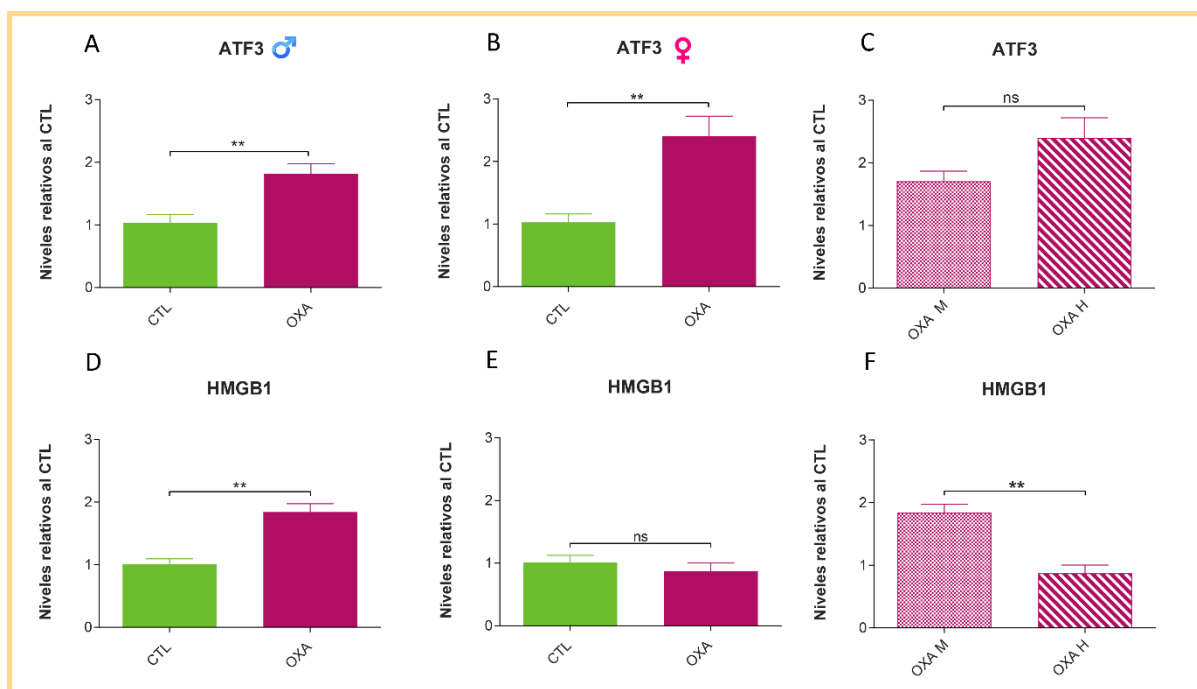 A
ATF3 ♂
Niveles relativos al CTL
3
2
1
0
**
CTL
OXA
B
ATF3 ♀
Niveles relativos al CTL
3
2
1
0
**
CTL
OXA
C
ATF3
Niveles relativos al CTL
3
2
1
0
ns
OXA M
OXA H
D
HMGB1
Niveles relativos al CTL
3
2
1
0
**
CTL
OXA
E
HMGB1
Niveles relativos al CTL
3
2
1
0
ns
CTL
OXA
F
HMGB1
Niveles relativos al CTL
3
2
1
0
**
OXA M
OXA H